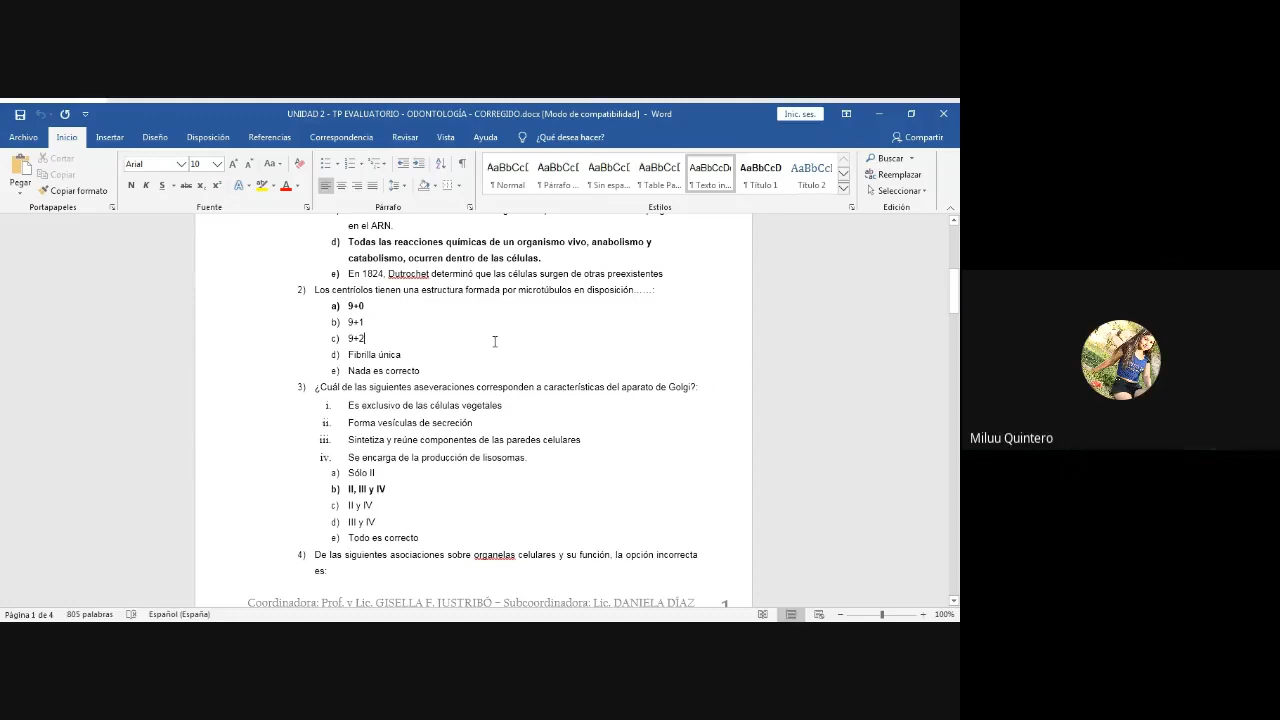 UNIDAD 2 - TP EVALUATORIO - ODONTOLOGÍA - CORREGIDO.docx [Modo de compatibilidad] - Word
Inic. ses.
Archivo Inicio Insertar Diseño Disposición Referencias Correspondencia Revisar Vista Ayuda ¿Qué desea hacer? Compartir
Pegar
Cortar
Copiar
Copiar formato
Arial 10
AaBbCcI AaBbCcI AaBbCcI AaBbCcI AaBbCcDc AaBbCcD AaBbCcI
¶ Normal ¶ Párrafo ... ¶ Sin espa... ¶ Table Pa... ¶ Texto in... ¶ Título 1 Título 2
Buscar
Reemplazar
Seleccionar
Portapapeles Fuente Párrafo Estilos Edición
en el ARN.
d) Todas las reacciones químicas de un organismo vivo, anabolismo y
catabolismo, ocurren dentro de las células.
e) En 1824, Dutrochet determinó que las células surgen de otras preexistentes
2) Los centríolos tienen una estructura formada por microtúbulos en disposición……:
a) 9+0
b) 9+1
c) 9+2
d) Fibrilla única
e) Nada es correcto
3) ¿Cuál de las siguientes aseveraciones corresponden a características del aparato de Golgi?:
i. Es exclusivo de las células vegetales
ii. Forma vesículas de secreción
iii. Sintetiza y reúne componentes de las paredes celulares
iv. Se encarga de la producción de lisosomas.
a) Sólo II
b) II, III y IV
c) II y IV
d) III y IV
e) Todo es correcto
4) De las siguientes asociaciones sobre organelas celulares y su función, la opción incorrecta
es:
Coordinadora: Prof. y Lic. GISELLA F. JUSTRIBÓ – Subcoordinadora: Lic. DANIELA DÍAZ 1
Página 1 de 4 805 palabras Español (España) 100%
Miluu Quintero